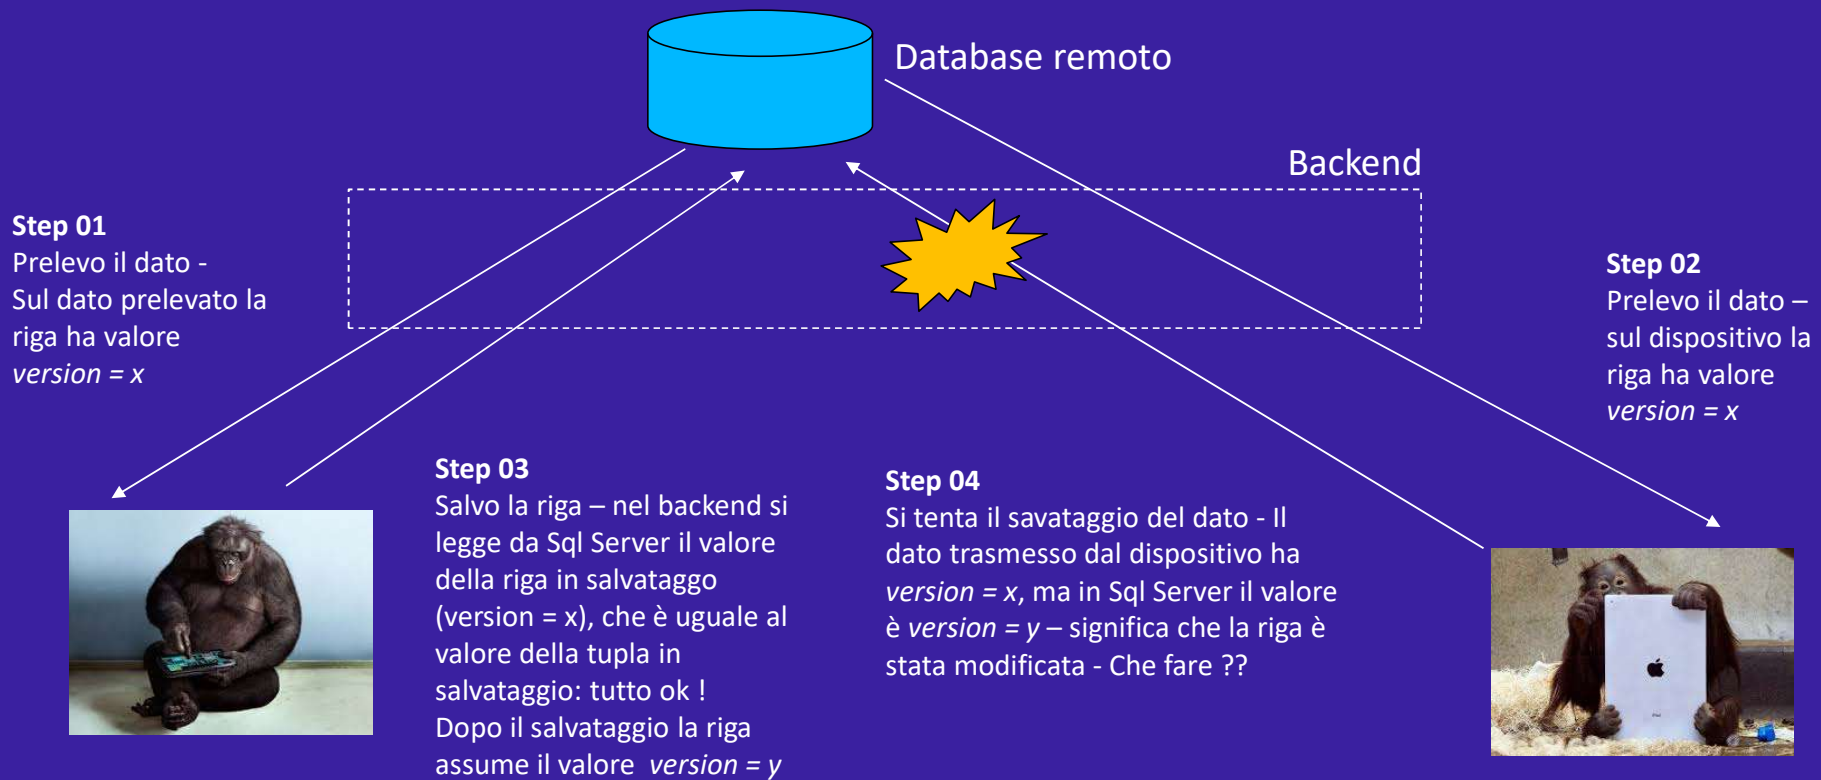 Database remoto
Backend
Step 01
Prelevo il dato -
Sul dato prelevato la
riga ha valore
version = x
Step 02
Prelevo il dato –
sul dispositivo la
riga ha valore
version = x
Step 03
Salvo la riga – nel backend si
legge da Sql Server il valore
della riga in salvataggo
(version = x), che è uguale al
valore della tupla in
salvataggio: tutto ok !
Dopo il salvataggio la riga
assume il valore version = y
Step 04
Si tenta il savataggio del dato - Il
dato trasmesso dal dispositivo ha
version = x, ma in Sql Server il valore
è version = y – significa che la riga è
stata modificata - Che fare ??